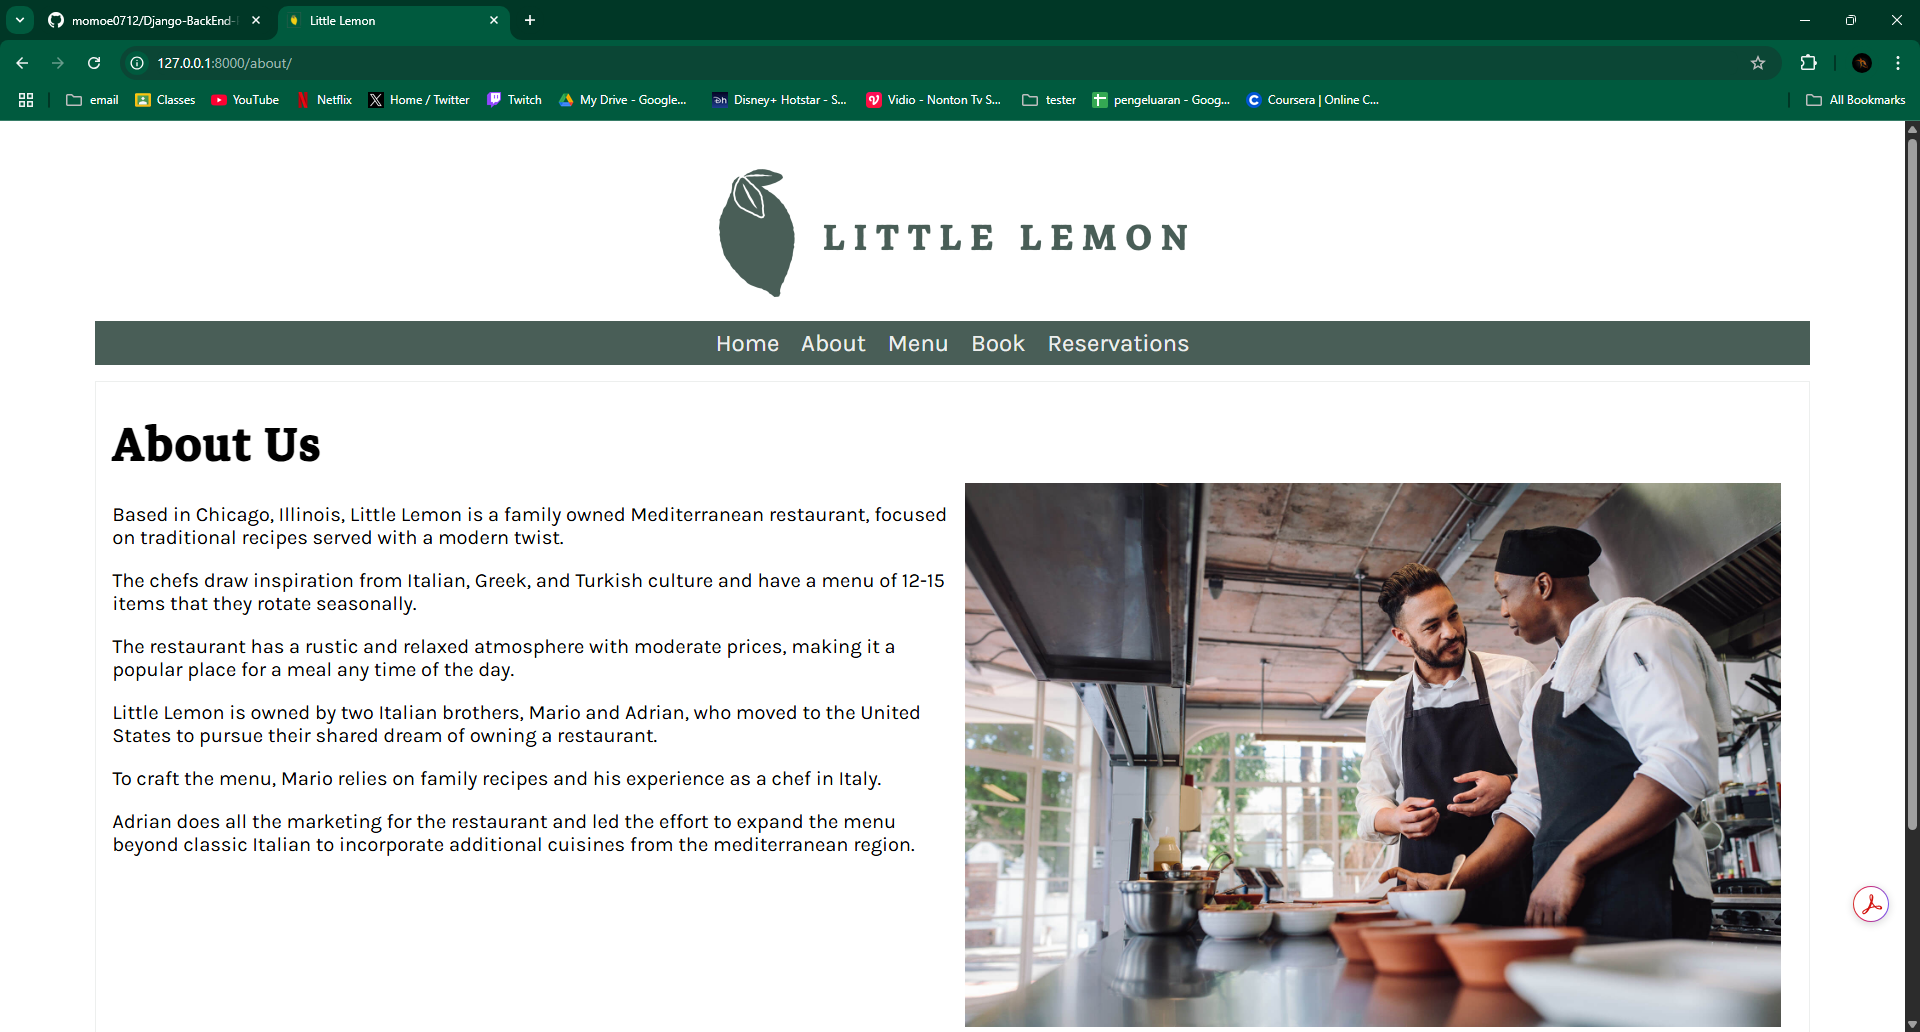 momoe0712/Django-BackEnd-
Little Lemon
127.0.0.1:8000/about/
email
Classes
YouTube
Netflix
Home / Twitter
Twitch
My Drive - Google...
Disney+ Hotstar - S...
Vidio - Nonton Tv S...
tester
pengeluaran - Goog...
Coursera | Online C...
All Bookmarks
LITTLE LEMON
Home About Menu Book Reservations
About Us
Based in Chicago, Illinois, Little Lemon is a family owned Mediterranean restaurant, focused
on traditional recipes served with a modern twist.
The chefs draw inspiration from Italian, Greek, and Turkish culture and have a menu of 12-15
items that they rotate seasonally.
The restaurant has a rustic and relaxed atmosphere with moderate prices, making it a
popular place for a meal any time of the day.
Little Lemon is owned by two Italian brothers, Mario and Adrian, who moved to the United
States to pursue their shared dream of owning a restaurant.
To craft the menu, Mario relies on family recipes and his experience as a chef in Italy.
Adrian does all the marketing for the restaurant and led the effort to expand the menu
beyond classic Italian to incorporate additional cuisines from the mediterranean region.